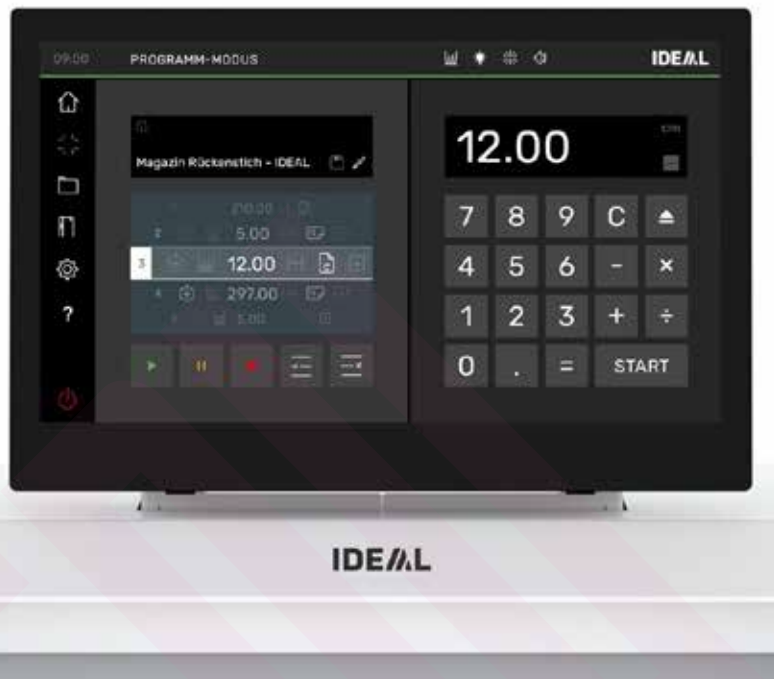 09:00 PROGRAMM-MODUS IDEAL
Magazin Rückenstich - IDEAL
210.00
2 5.00
3 12.00
4 297.00
5.00
12.00
cm
7 8 9 C
4 5 6 - ×
1 2 3 + ÷
0 . = START
?
IDEAL